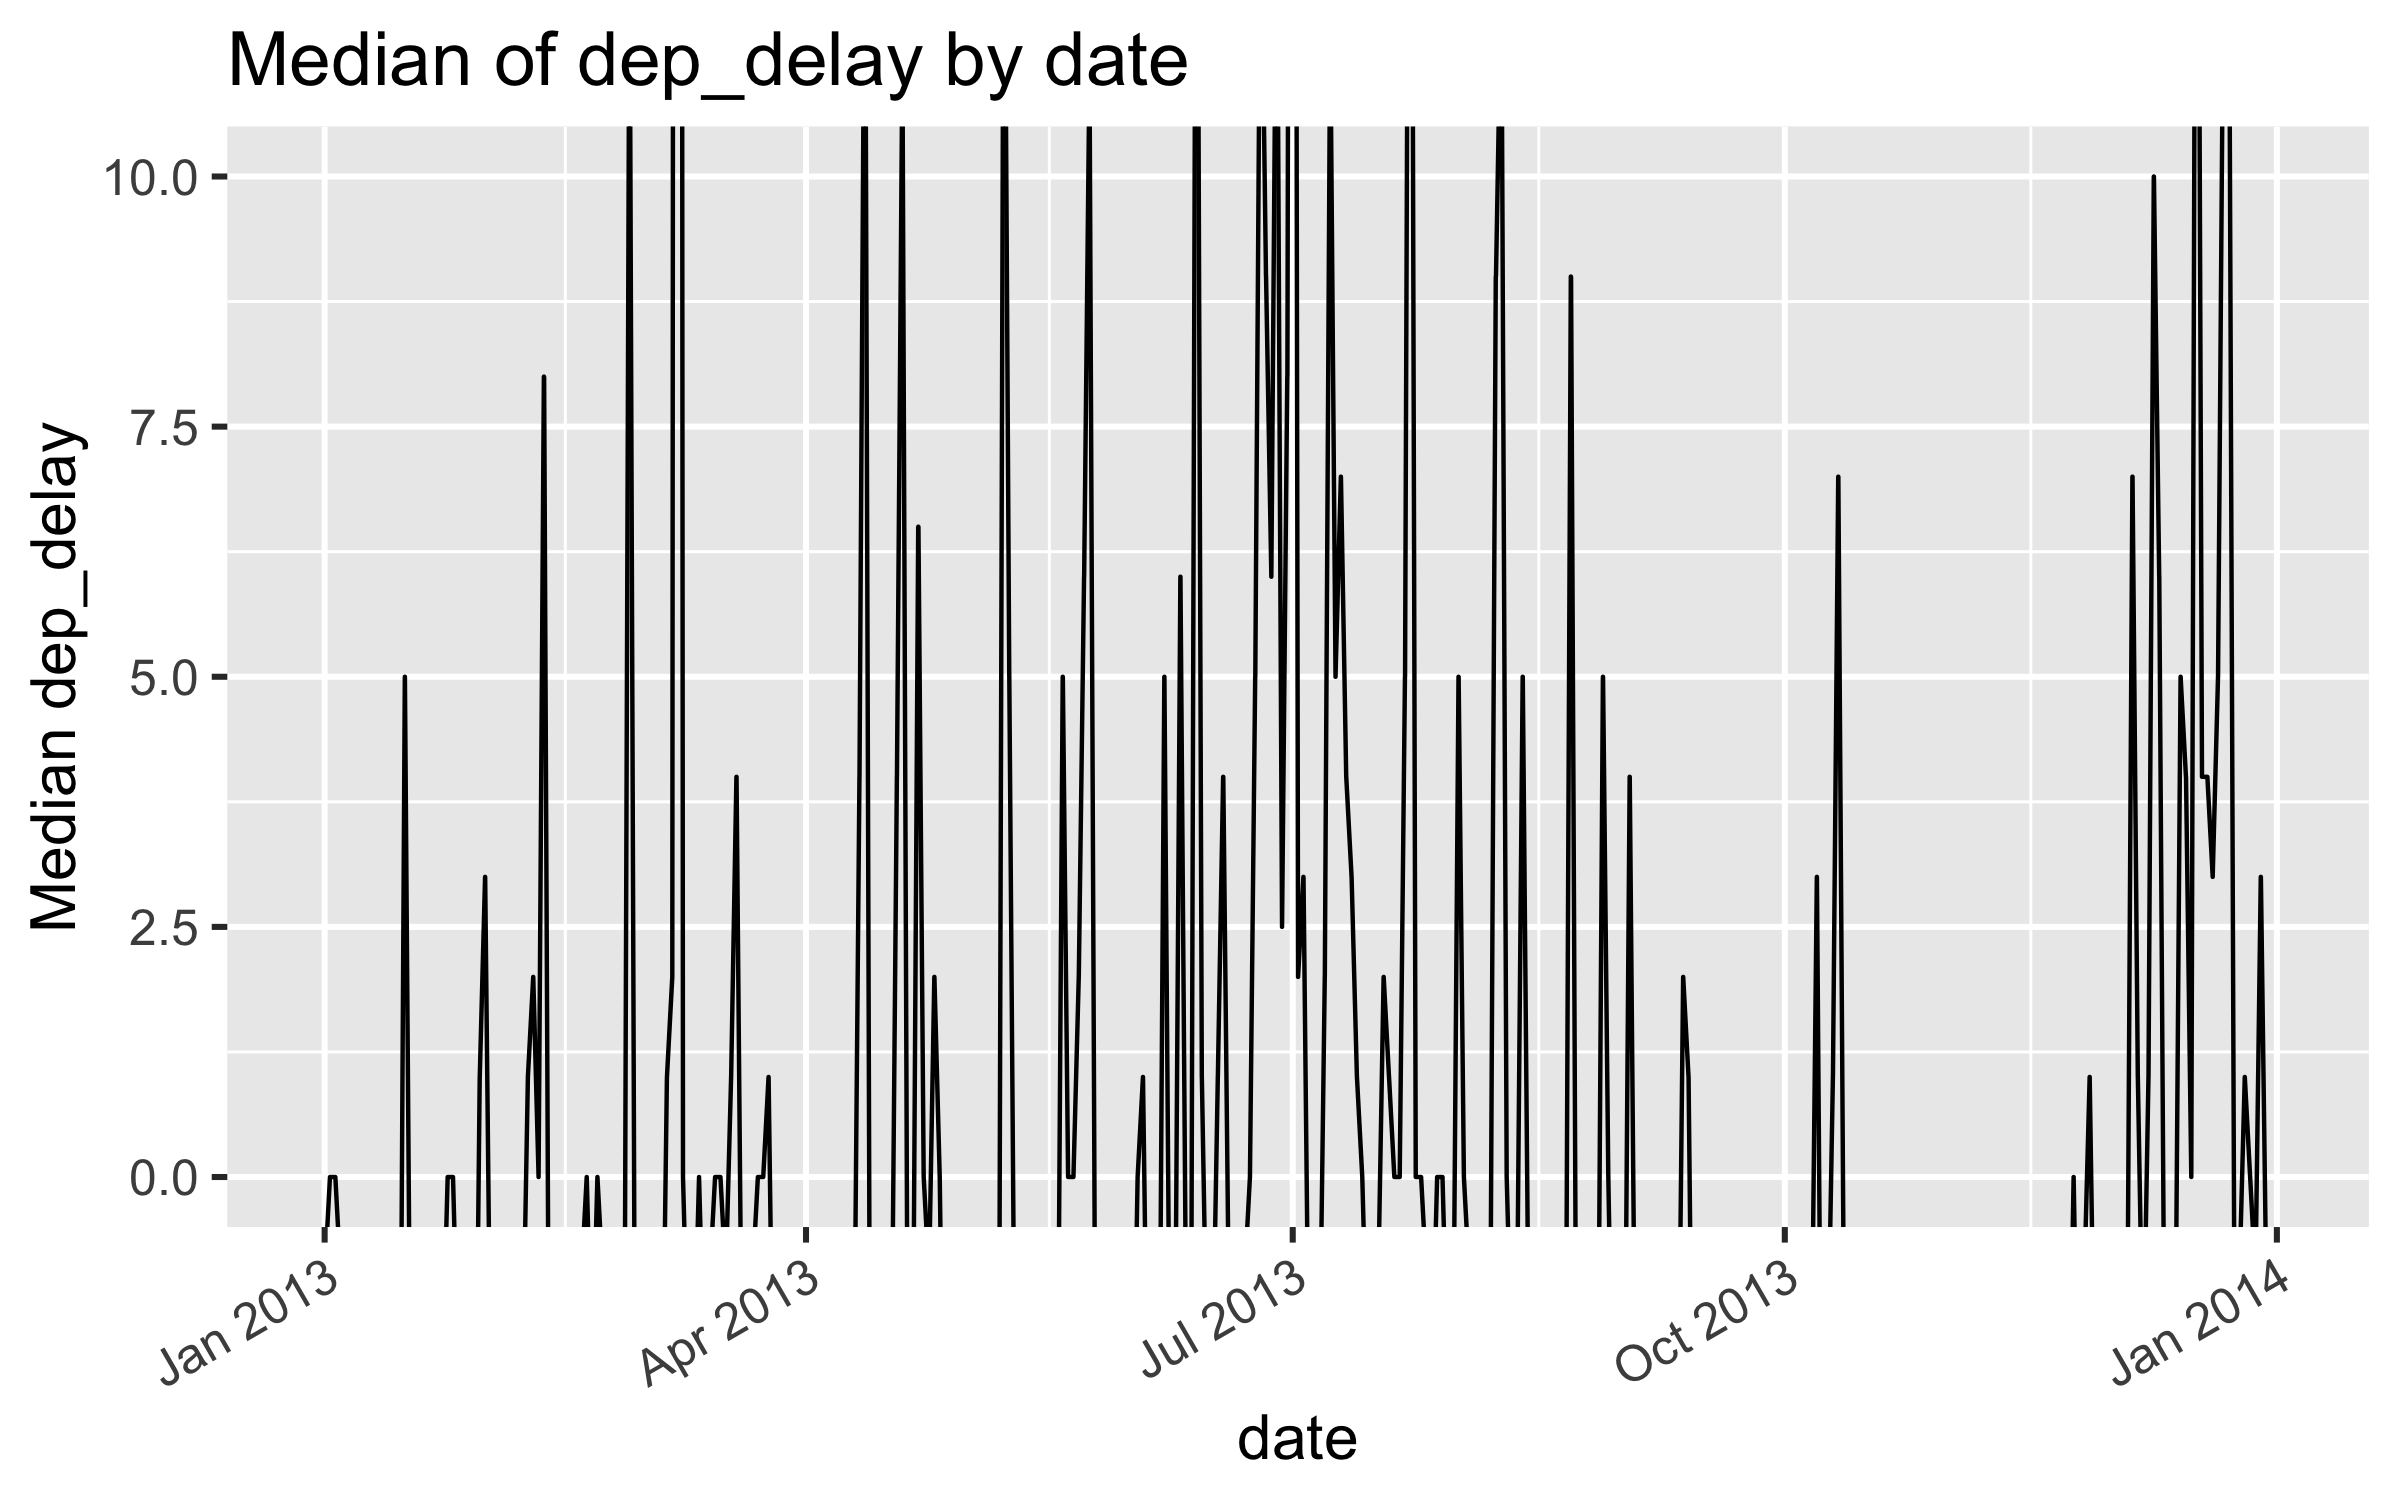 Median of dep_delay by date
Median dep_delay
10.0
7.5
5.0
2.5
0.0
Jan 2013
Apr 2013
Jul 2013
Oct 2013
Jan 2014
date